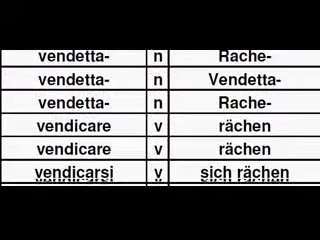 vendetta- n Rache-
vendetta- n Vendetta-
vendetta- n Rache-
vendicare v rächen
vendicare v rächen
vendicarsi v sich rächen